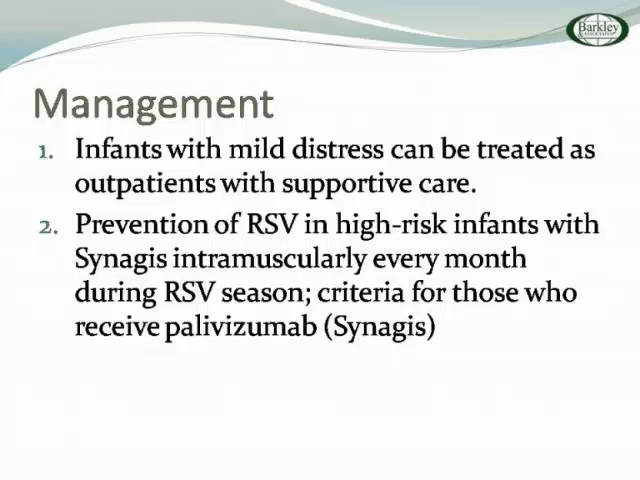 Barkley
& ASSOCIATES
Management
1. Infants with mild distress can be treated as
outpatients with supportive care.
2. Prevention of RSV in high-risk infants with
Synagis intramuscularly every month
during RSV season; criteria for those who
receive palivizumab (Synagis)